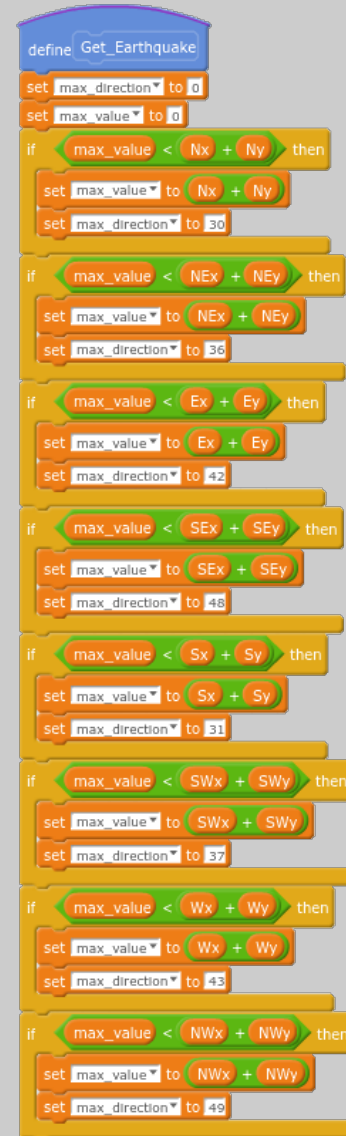 define Get_Earthquake
set max_direction to 0
set max_value to 0
if max_value < Nx + Ny then
set max_value to Nx + Ny
set max_direction to 30
if max_value < NEx + NEy then
set max_value to NEx + NEy
set max_direction to 36
if max_value < Ex + Ey then
set max_value to Ex + Ey
set max_direction to 42
if max_value < SEx + SEy then
set max_value to SEx + SEy
set max_direction to 48
if max_value < Sx + Sy then
set max_value to Sx + Sy
set max_direction to 31
if max_value < SWx + SWy then
set max_value to SWx + SWy
set max_direction to 37
if max_value < Wx + Wy then
set max_value to Wx + Wy
set max_direction to 43
if max_value < NWx + NWy then
set max_value to NWx + NWy
set max_direction to 49